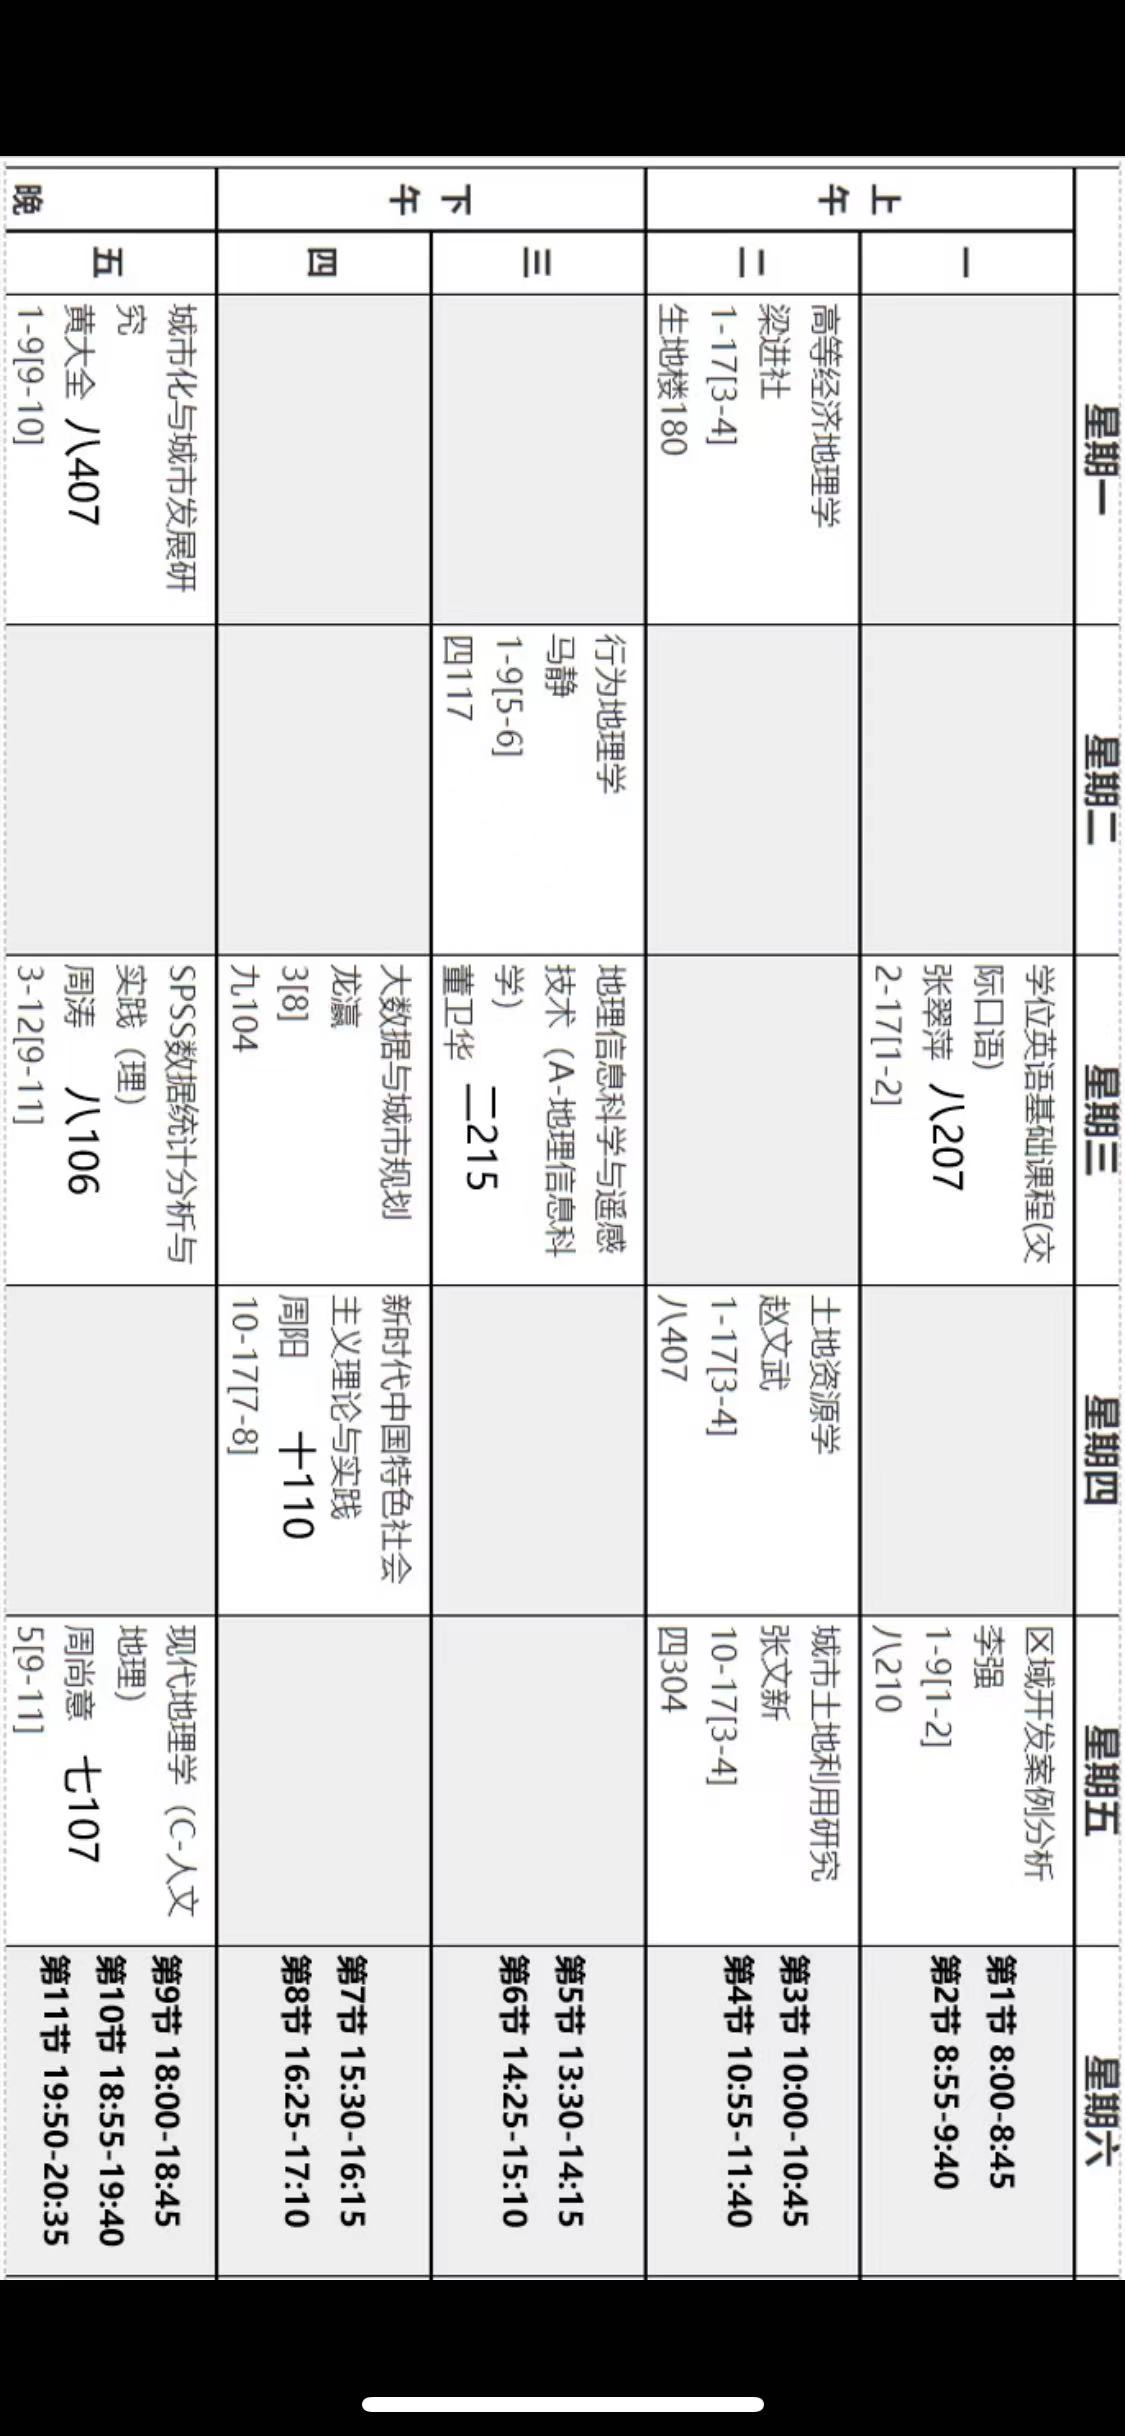 星期一 星期二 星期三 星期四 星期五 星期六
上午
一
学位英语基础课程(交
际口语)
张翠萍 八207
2-17[1-2]
区域开发案例分析
李强
1-9[1-2]
八210
第1节 8:00-8:45
第2节 8:55-9:40
二
高等经济地理学
梁进社
1-17[3-4]
生地楼180
土地资源学
赵文武
1-17[3-4]
八407
城市土地利用研究
张文新
10-17[3-4]
四304
第3节 10:00-10:45
第4节 10:55-11:40
下午
三
行为地理学
马静
1-9[5-6]
四117
地理信息科学与遥感
技术（A-地理信息科
学）
董卫华 二215
第5节 13:30-14:15
第6节 14:25-15:10
四
大数据与城市规划
龙瀛
3[8]
九104
新时代中国特色社会
主义理论与实践
周阳 十110
10-17[7-8]
第7节 15:30-16:15
第8节 16:25-17:10
晚
五
城市化与城市发展研
究
黄大全 八407
1-9[9-10]
SPSS数据统计分析与
实践（理）
周涛 八106
3-12[9-11]
现代地理学（C-人文
地理）
周尚意 七107
5[9-11]
第9节 18:00-18:45
第10节 18:55-19:40
第11节 19:50-20:35